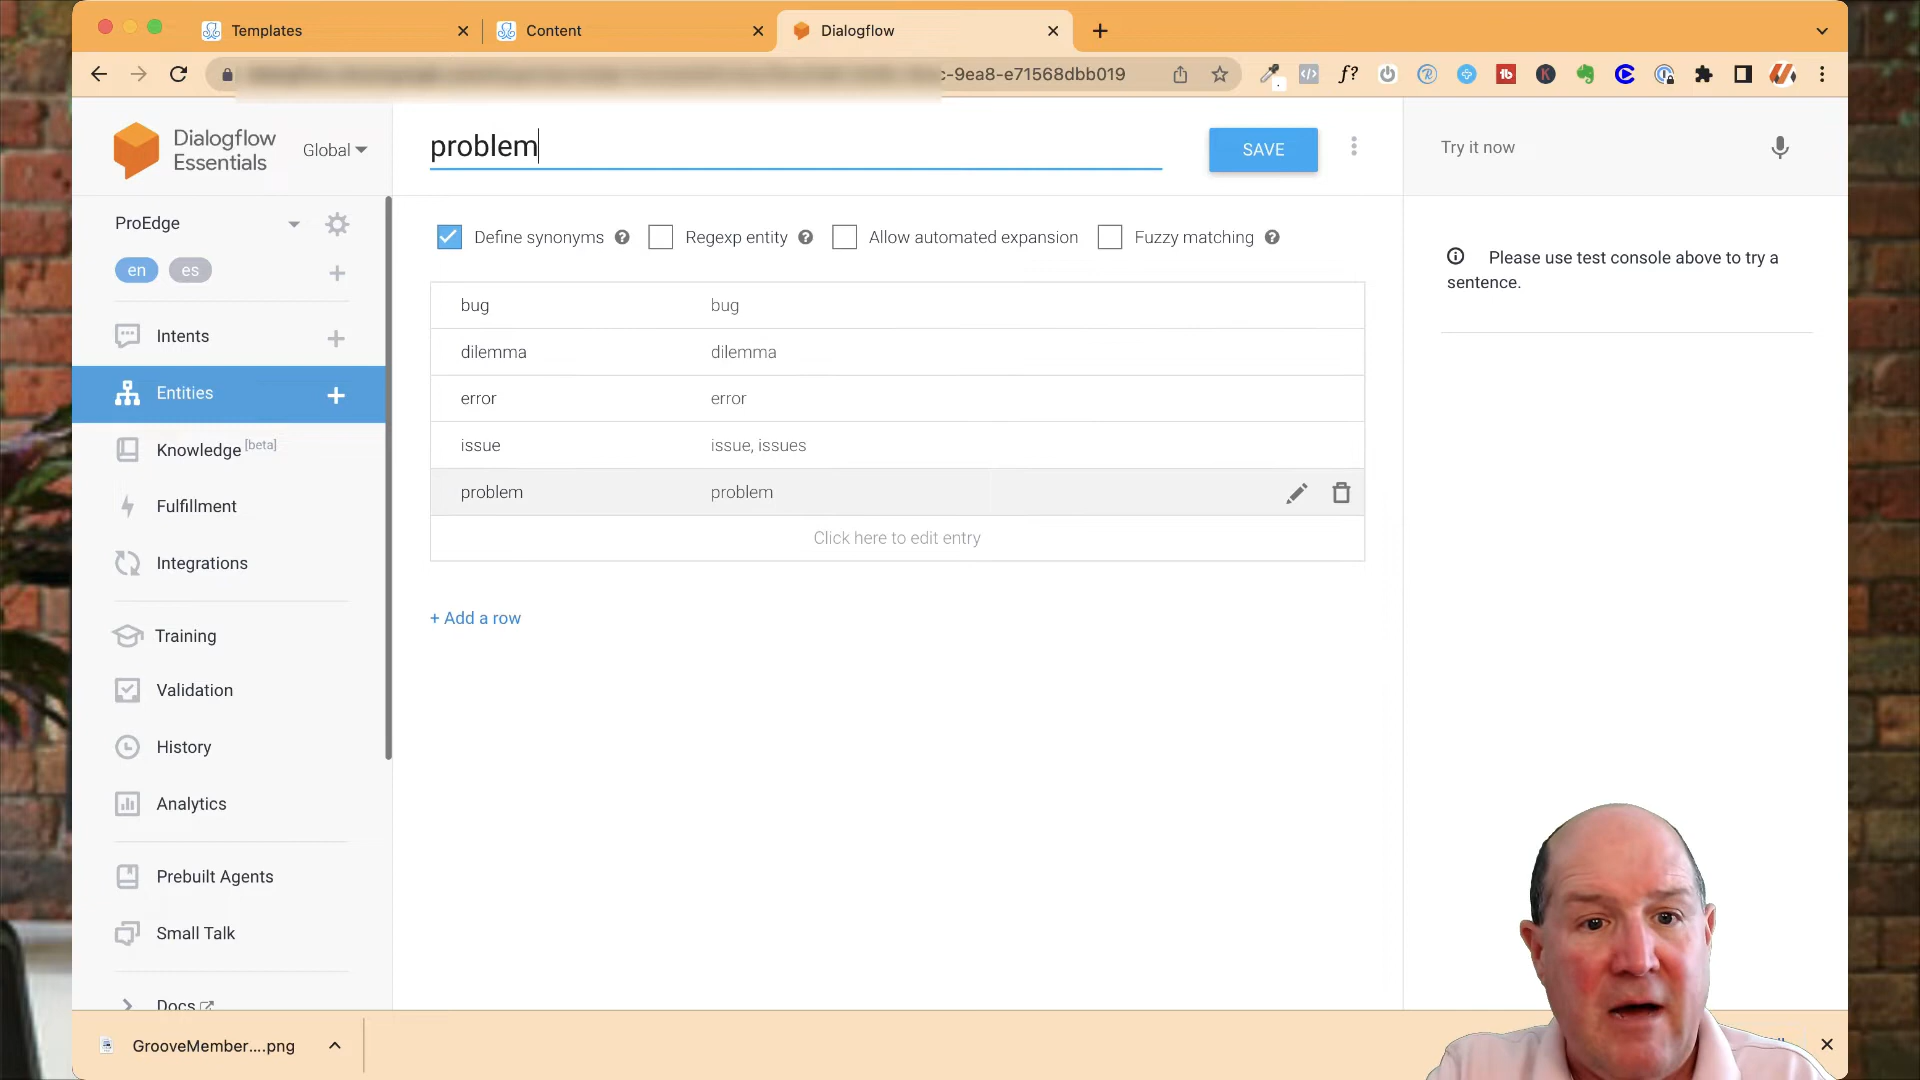 Templates
Content
Dialogflow
c-9ea8-e71568dbb019
f?
Dialogflow
Essentials
Global
problem
SAVE
Try it now
ProEdge
en es
Define synonyms
Regexp entity
Allow automated expansion
Fuzzy matching
Please use test console above to try a
sentence.
Intents
Entities
Knowledge [beta]
Fulfillment
Integrations
Training
Validation
History
Analytics
Prebuilt Agents
Small Talk
Docs
bug bug
dilemma dilemma
error error
issue issue, issues
problem problem
Click here to edit entry
+ Add a row
GrooveMember....png